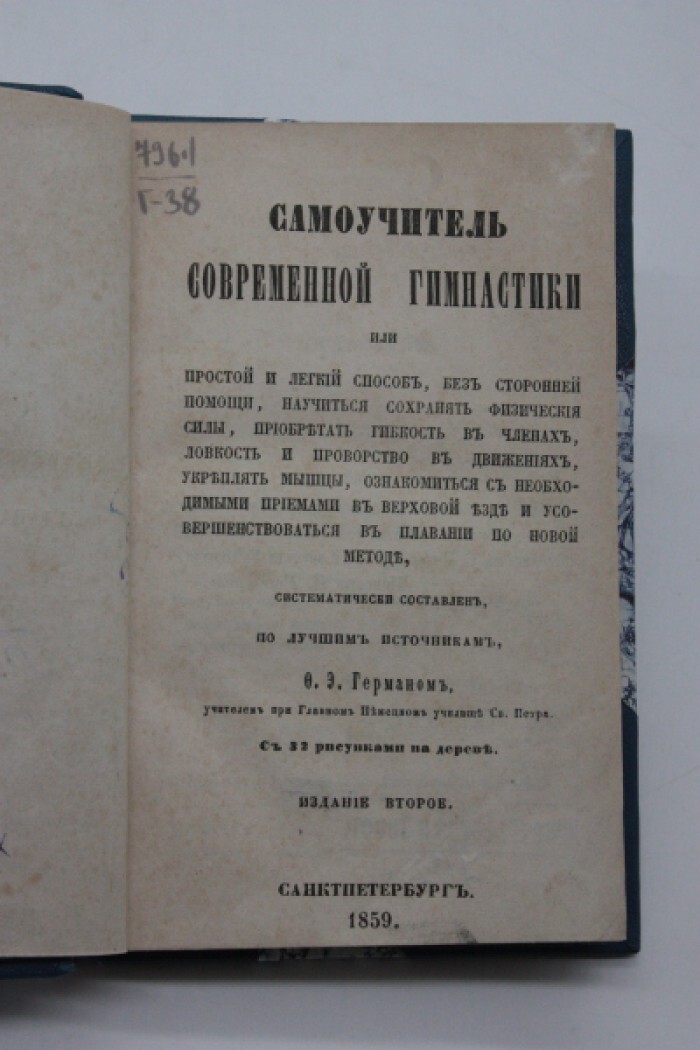 796.1
Г-38
САМОУЧИТЕЛЬ
СОВРЕМЕННОЙ ГИМНАСТИКИ
ИЛИ
ПРОСТОЙ И ЛЕГКІЙ СПОСОБЪ, БЕЗЪ СТОРОННЕЙ
ПОМОЩИ, НАУЧИТЬСЯ СОХРАНЯТЬ ФИЗИЧЕСКІЯ
СИЛЫ, ПРІОБРѢТАТЬ ГИБКОСТЬ ВЪ ЧЛЕНАХЪ,
ЛОВКОСТЬ И ПРОВОРСТВО ВЪ ДВИЖЕНІЯХЪ,
УКРѢПЛЯТЬ МЫШЦЫ, ОЗНАКОМИТЬСЯ СЪ НЕОБХО-
ДИМЫМИ ПРІЕМАМИ ВЪ ВЕРХОВОЙ ѢЗДѢ И УСО-
ВЕРШЕНСТВОВАТЬСЯ ВЪ ПЛАВАНІИ ПО НОВОЙ
МЕТОДѢ,
СИСТЕМАТИЧЕСКИ СОСТАВЛЕНЪ,
ПО ЛУЧШИМЪ ИСТОЧНИКАМЪ,
Ѳ. Э. Германомъ,
учителемъ при Главномъ Нѣмецкомъ училищѣ Св. Петра.
Съ 32 рисунками на деревѣ.
ИЗДАНІЕ ВТОРОЕ.
САНКТПЕТЕРБУРГЪ.
1859.